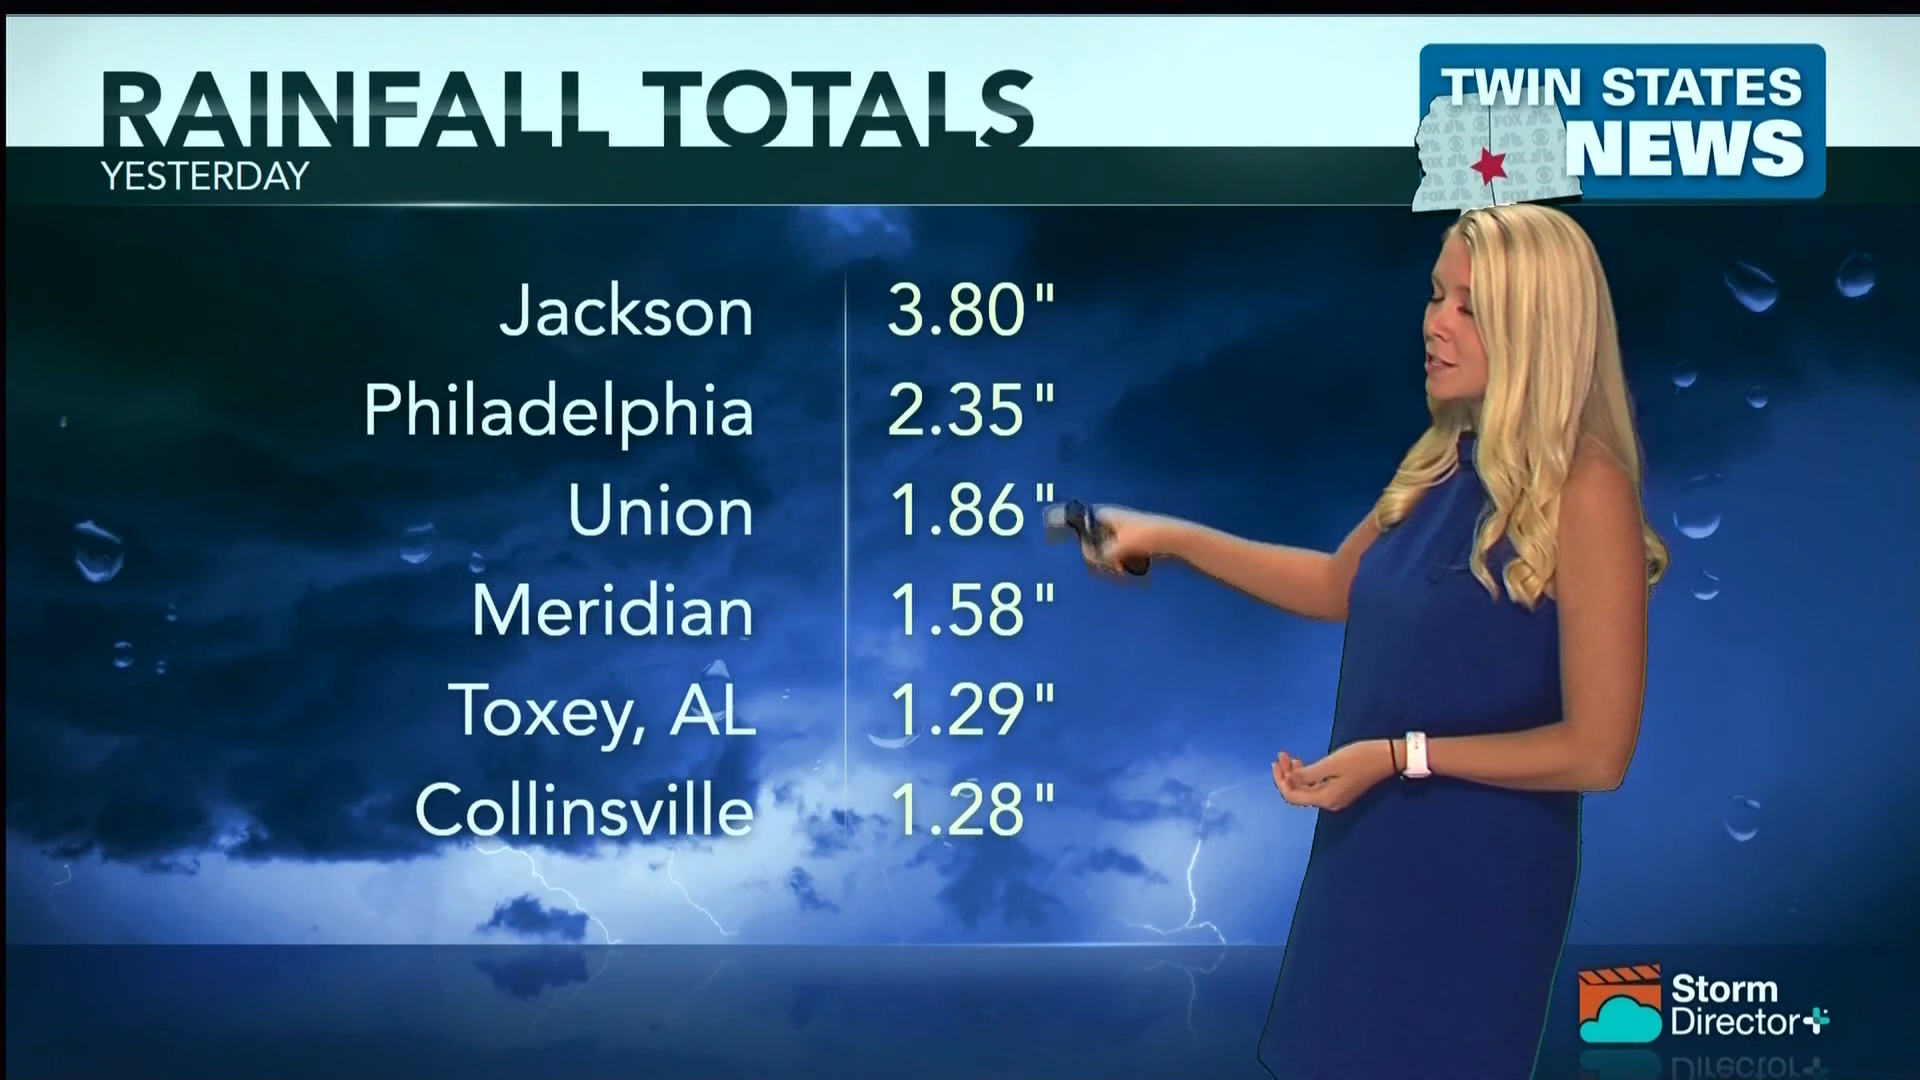 RAINFALL TOTALS
YESTERDAY
TWIN STATES
NEWS
Jackson 3.80"
Philadelphia 2.35"
Union 1.86"
Meridian 1.58"
Toxey, AL 1.29"
Collinsville 1.28"
Storm
Director+